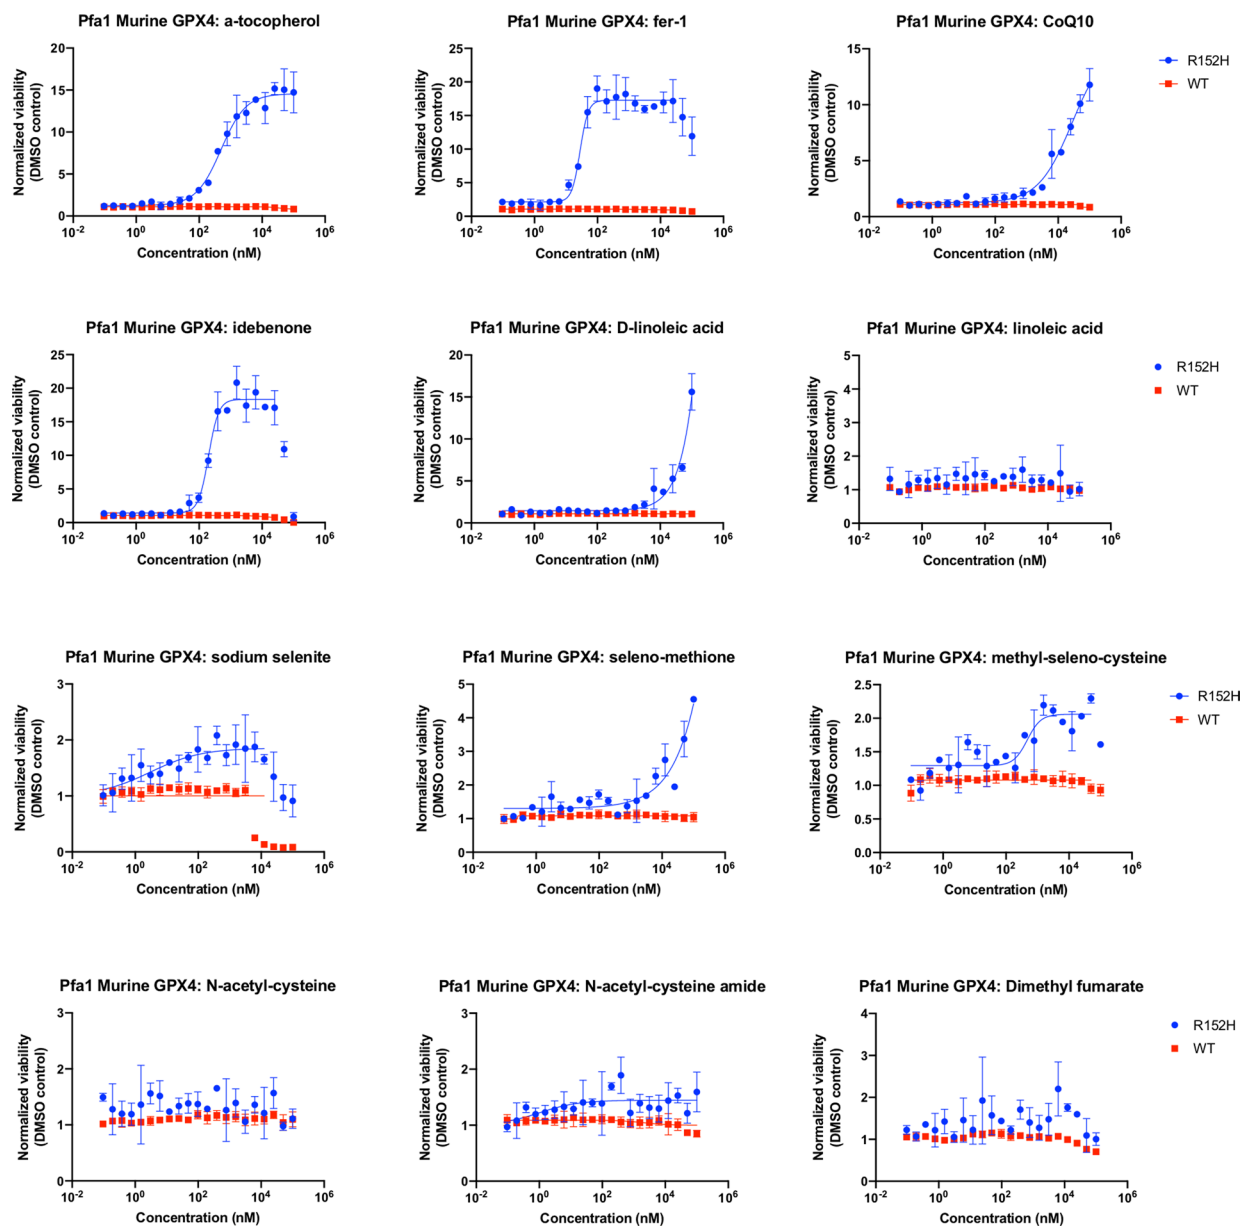 Pfa1 Murine GPX4: a-tocopherol
Normalized viability
(DMSO control)
20
15
10
5
0
10-2 100 102 104 106
Concentration (nM)
Pfa1 Murine GPX4: fer-1
Normalized viability
(DMSO control)
25
20
15
10
5
0
10-2 100 102 104 106
Concentration (nM)
Pfa1 Murine GPX4: CoQ10
Normalized viability
(DMSO control)
15
10
5
0
10-2 100 102 104 106
Concentration (nM)
R152H
WT
Pfa1 Murine GPX4: idebenone
Normalized viability
(DMSO control)
25
20
15
10
5
0
10-2 100 102 104 106
Concentration (nM)
Pfa1 Murine GPX4: D-linoleic acid
Normalized viability
(DMSO control)
20
15
10
5
0
10-2 100 102 104 106
Concentration (nM)
Pfa1 Murine GPX4: linoleic acid
Normalized viability
(DMSO control)
5
4
3
2
1
0
10-2 100 102 104 106
Concentration (nM)
R152H
WT
Pfa1 Murine GPX4: sodium selenite
Normalized viability
(DMSO control)
3
2
1
0
10-2 100 102 104 106
Concentration (nM)
Pfa1 Murine GPX4: seleno-methione
Normalized viability
(DMSO control)
5
4
3
2
1
0
10-2 100 102 104 106
Concentration (nM)
Pfa1 Murine GPX4: methyl-seleno-cysteine
Normalized viability
(DMSO control)
2.5
2.0
1.5
1.0
0.5
0.0
10-2 100 102 104 106
Concentration (nM)
R152H
WT
Pfa1 Murine GPX4: N-acetyl-cysteine
Normalized viability
(DMSO control)
3
2
1
0
10-2 100 102 104 106
Concentration (nM)
Pfa1 Murine GPX4: N-acetyl-cysteine amide
Normalized viability
(DMSO control)
3
2
1
0
10-2 100 102 104 106
Concentration (nM)
Pfa1 Murine GPX4: Dimethyl fumarate
Normalized viability
(DMSO control)
4
3
2
1
0
10-2 100 102 104 106
Concentration (nM)
R152H
WT